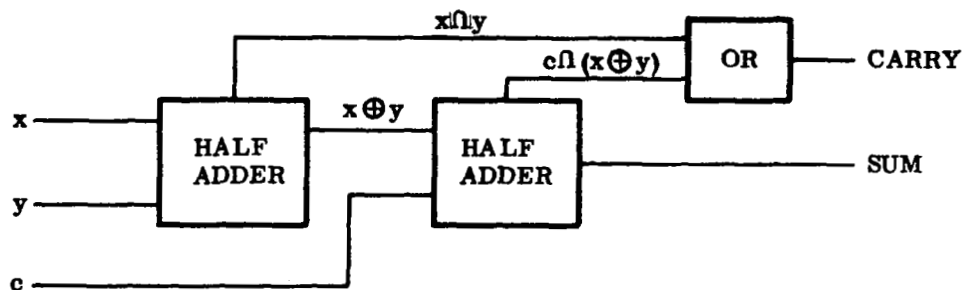 x∩y
c∩(x⊕y)
OR
CARRY
x
x⊕y
HALF
ADDER
HALF
ADDER
SUM
y
c